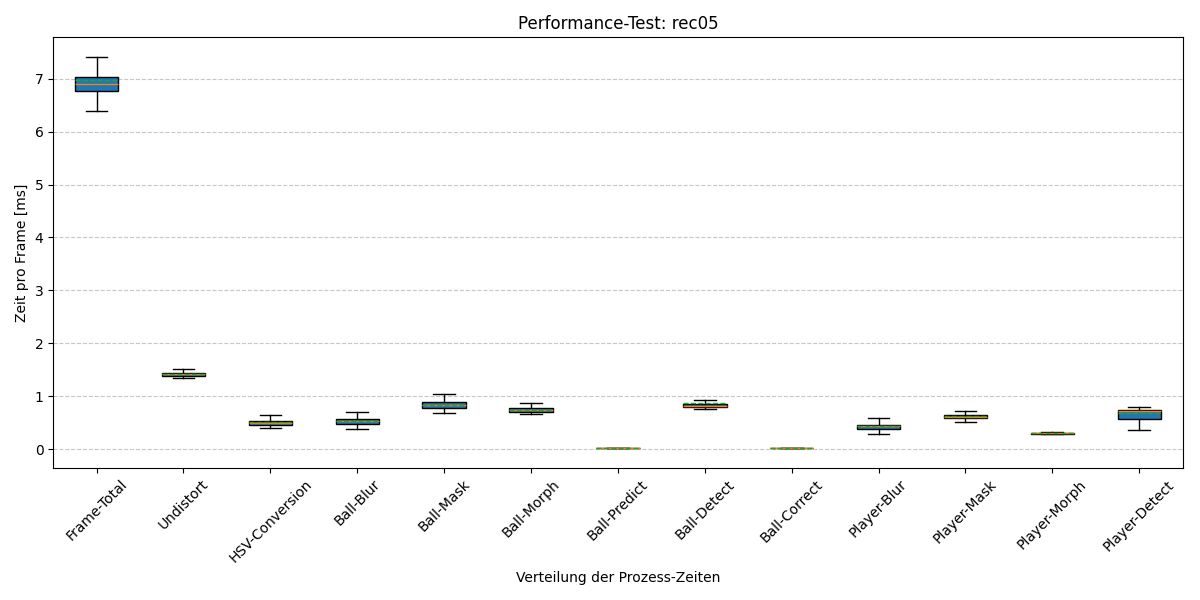 Performance-Test: rec05
Zeit pro Frame [ms]
7
6
5
4
3
2
1
0
Frame-Total
Undistort
HSV-Conversion
Ball-Blur
Ball-Mask
Ball-Morph
Ball-Predict
Ball-Detect
Ball-Correct
Player-Blur
Player-Mask
Player-Morph
Player-Detect
Verteilung der Prozess-Zeiten